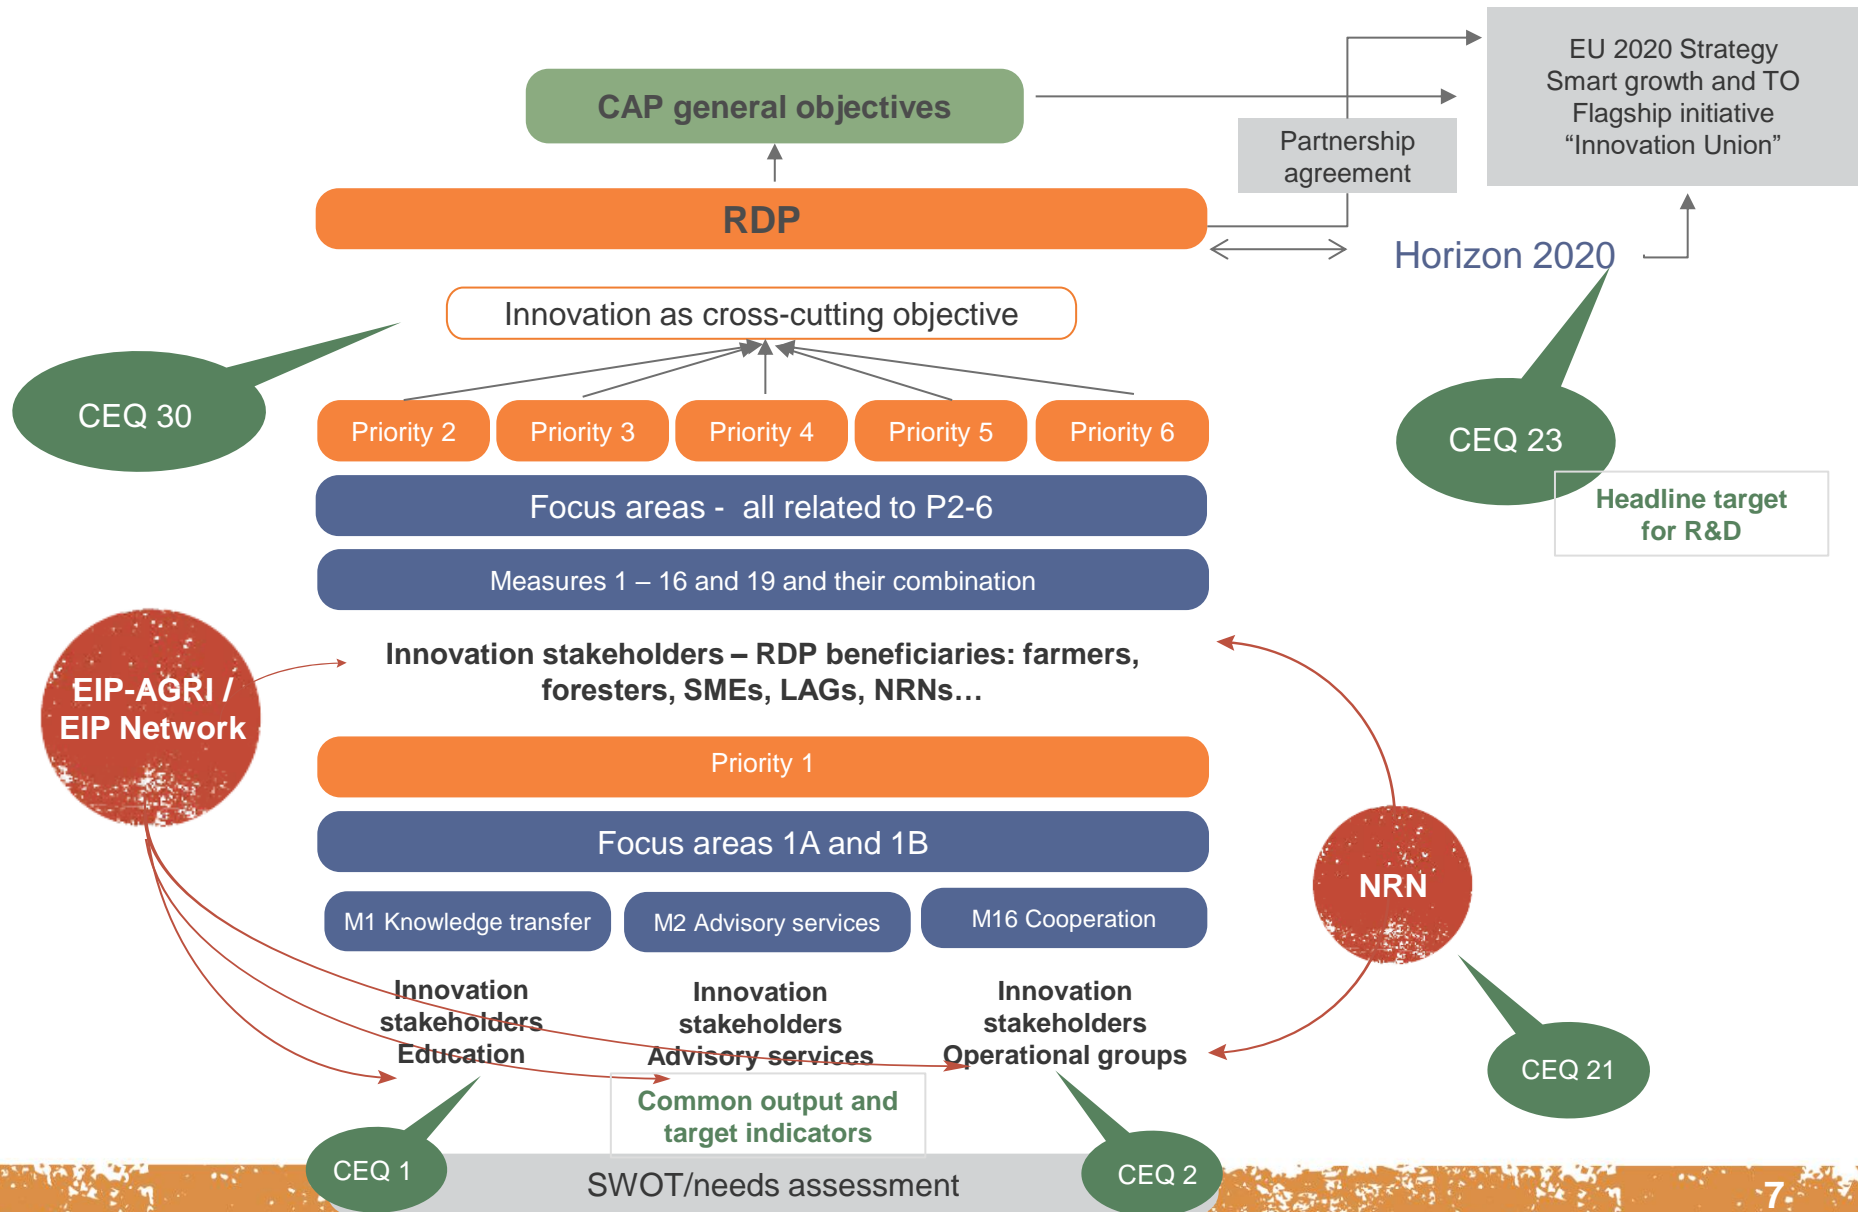 EU 2020 Strategy
Smart growth and TO
Flagship initiative
“Innovation Union”
CAP general objectives
Partnership
agreement
RDP
Horizon 2020
Innovation as cross-cutting objective
CEQ 30
Priority 2
Priority 3
Priority 4
Priority 5
Priority 6
CEQ 23
Headline target
for R&D
Focus areas - all related to P2-6
Measures 1 – 16 and 19 and their combination
EIP-AGRI /
EIP Network
Innovation stakeholders – RDP beneficiaries: farmers,
foresters, SMEs, LAGs, NRNs…
Priority 1
Focus areas 1A and 1B
NRN
M1 Knowledge transfer
M2 Advisory services
M16 Cooperation
Innovation
stakeholders
Education
Innovation
stakeholders
Advisory services
Innovation
stakeholders
Operational groups
CEQ 21
Common output and
target indicators
CEQ 1
CEQ 2
SWOT/needs assessment
7